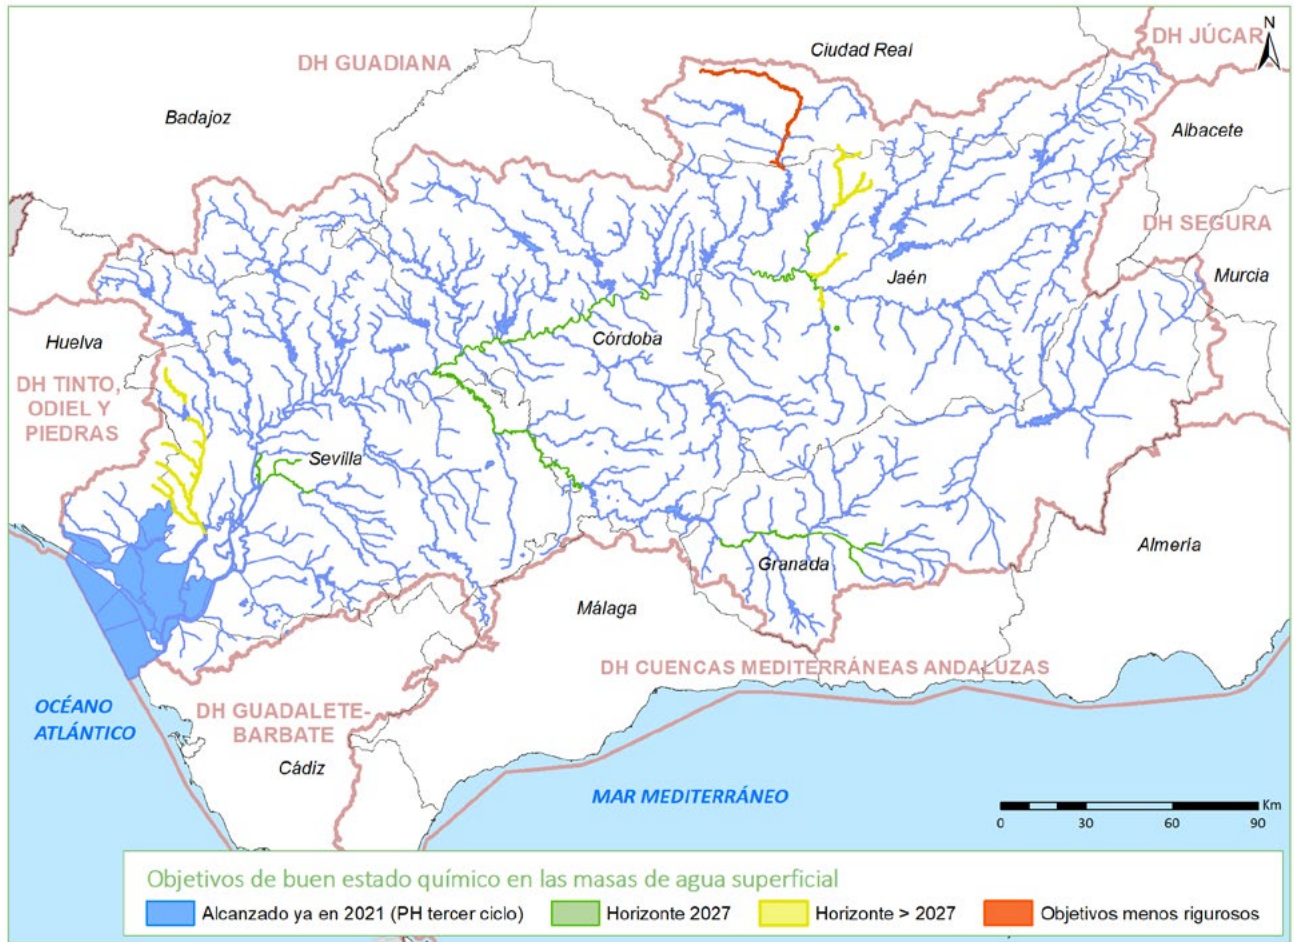 N
DH JÚCAR
Ciudad Real
DH GUADIANA
Badajoz
Albacete
DH SEGURA
Murcia
Jaén
Huelva
Córdoba
DH TINTO,
ODIEL Y
PIEDRAS
Sevilla
Almería
Granada
Málaga
DH CUENCAS MEDITERRÁNEAS ANDALUZAS
OCÉANO
ATLÁNTICO
DH GUADALETE-
BARBATE
Cádiz
MAR MEDITERRÁNEO
Km
0 30 60 90
Objetivos de buen estado químico en las masas de agua superficial
Alcanzado ya en 2021 (PH tercer ciclo) Horizonte 2027 Horizonte > 2027 Objetivos menos rigurosos